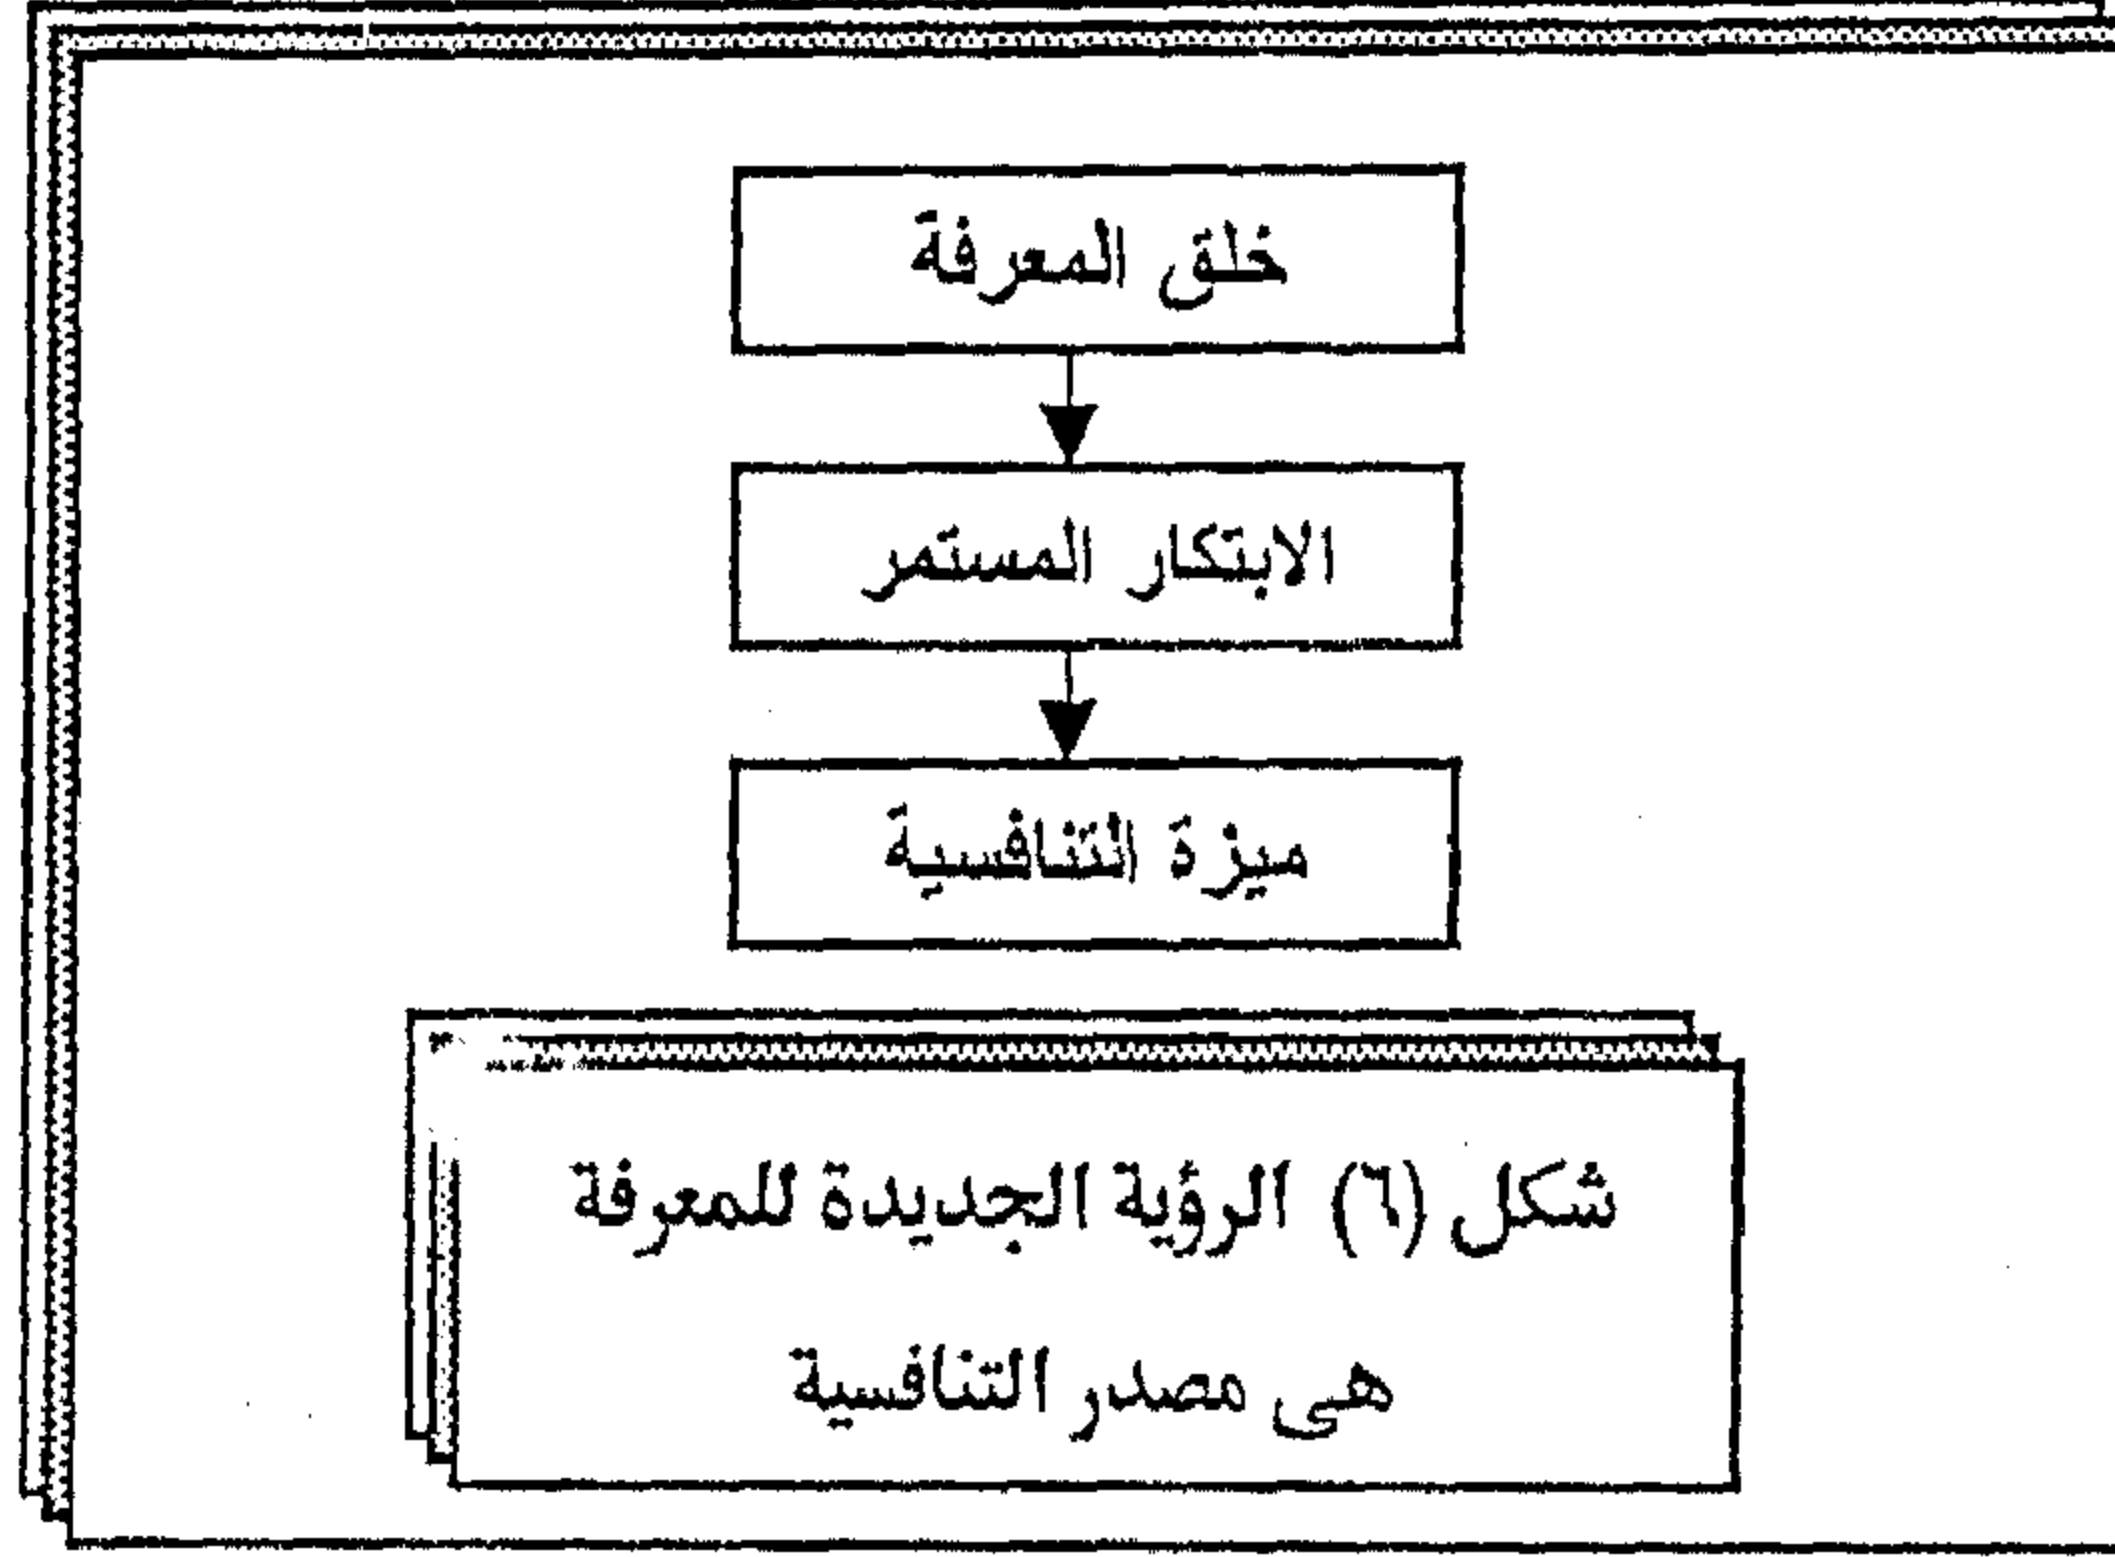 خلق المعرفة
الابتكار المستمر
ميزة التنافسية
شكل (٦) الرؤية الجديدة للمعرفة
هى مصدر التنافسية